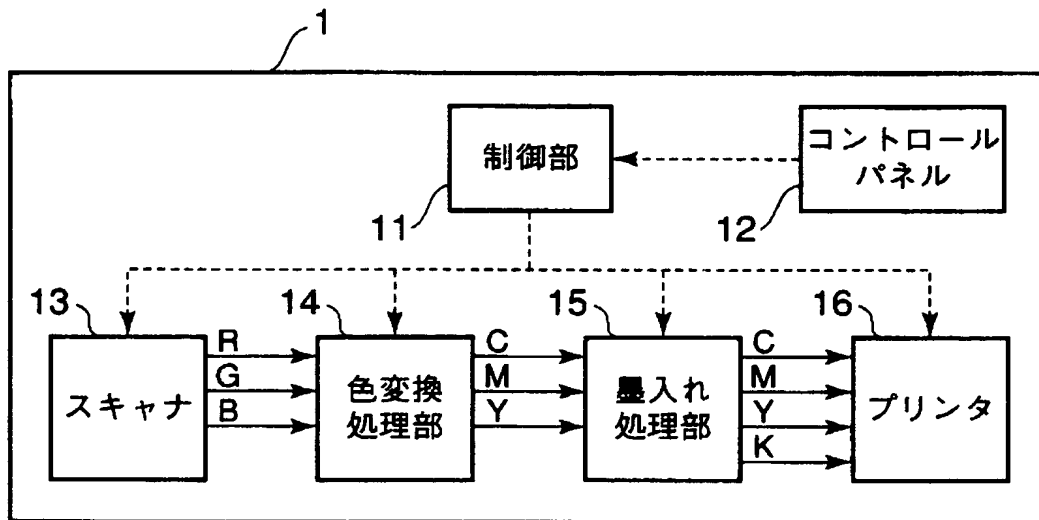 1
制御部
コントロール
パネル
11
12
13
14
15
16
スキャナ
R
G
B
色変換
処理部
C
M
Y
墨入れ
処理部
C
M
Y
K
プリンタ